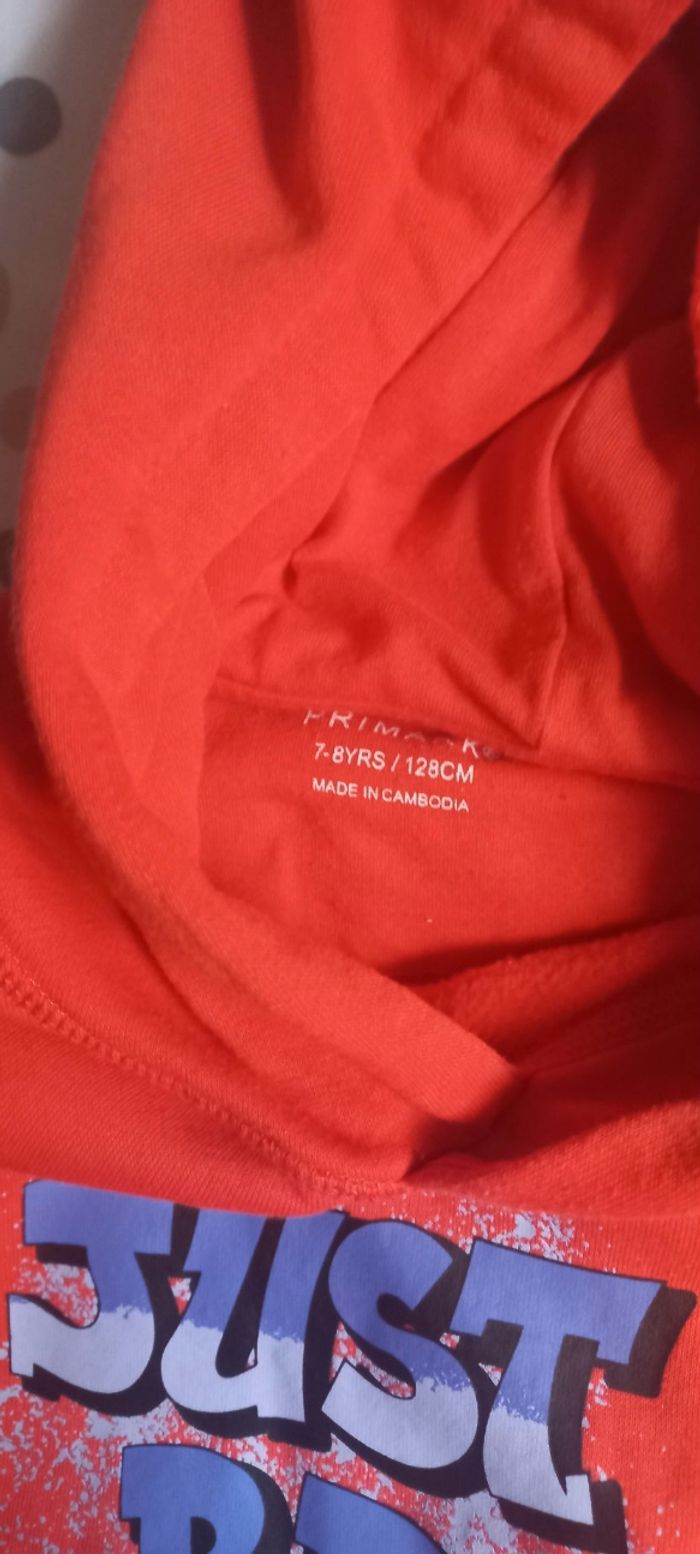 PRIMARK
7-8YRS / 128CM
MADE IN CAMBODIA
JUST